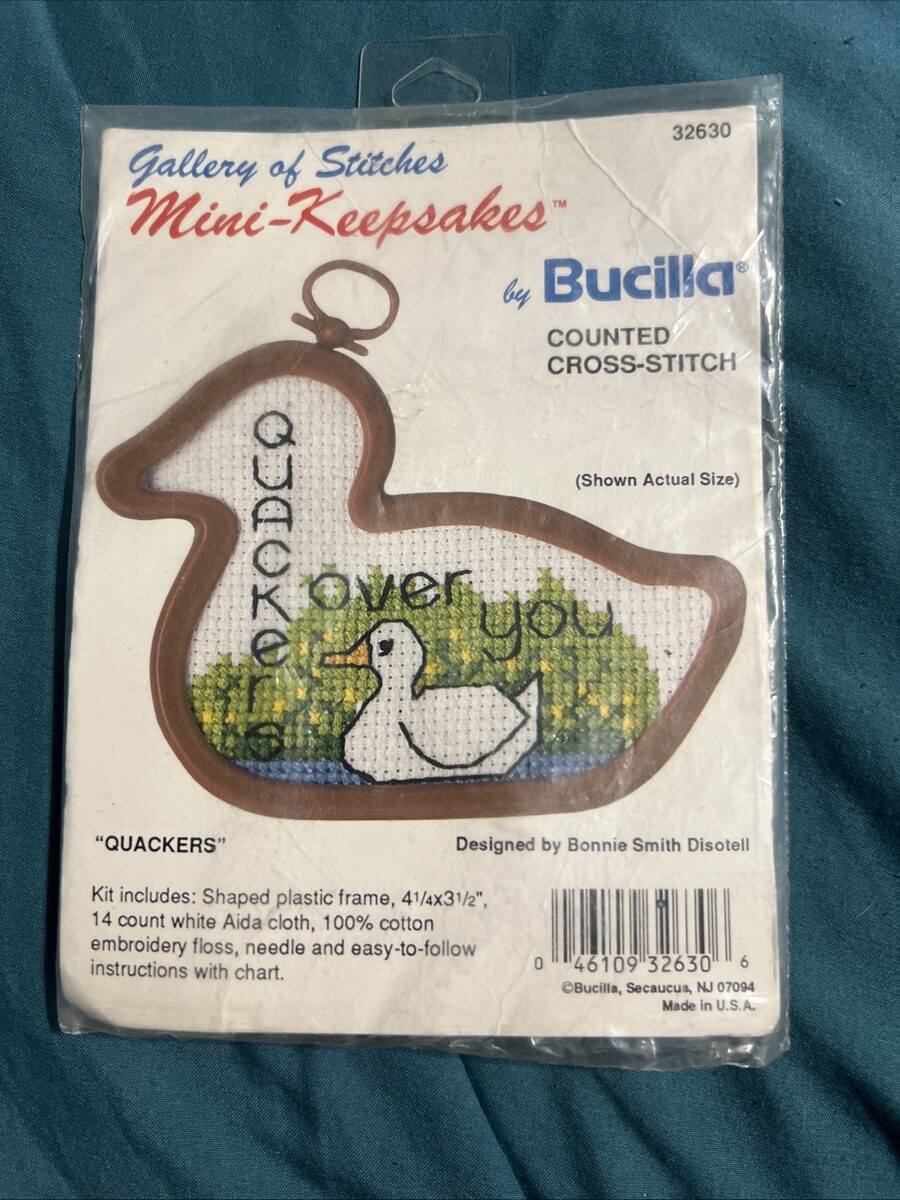 32630
Gallery of Stitches
Mini-Keepsakes™
by Bucilla®
COUNTED
CROSS-STITCH
(Shown Actual Size)
QUACKers
over you
"QUACKERS"
Designed by Bonnie Smith Disotell
Kit includes: Shaped plastic frame, 4 1/4x3 1/2",
14 count white Aida cloth, 100% cotton
embroidery floss, needle and easy-to-follow
instructions with chart.
0 46109 32630 6
©Bucilla, Secaucus, NJ 07094
Made in U.S.A.